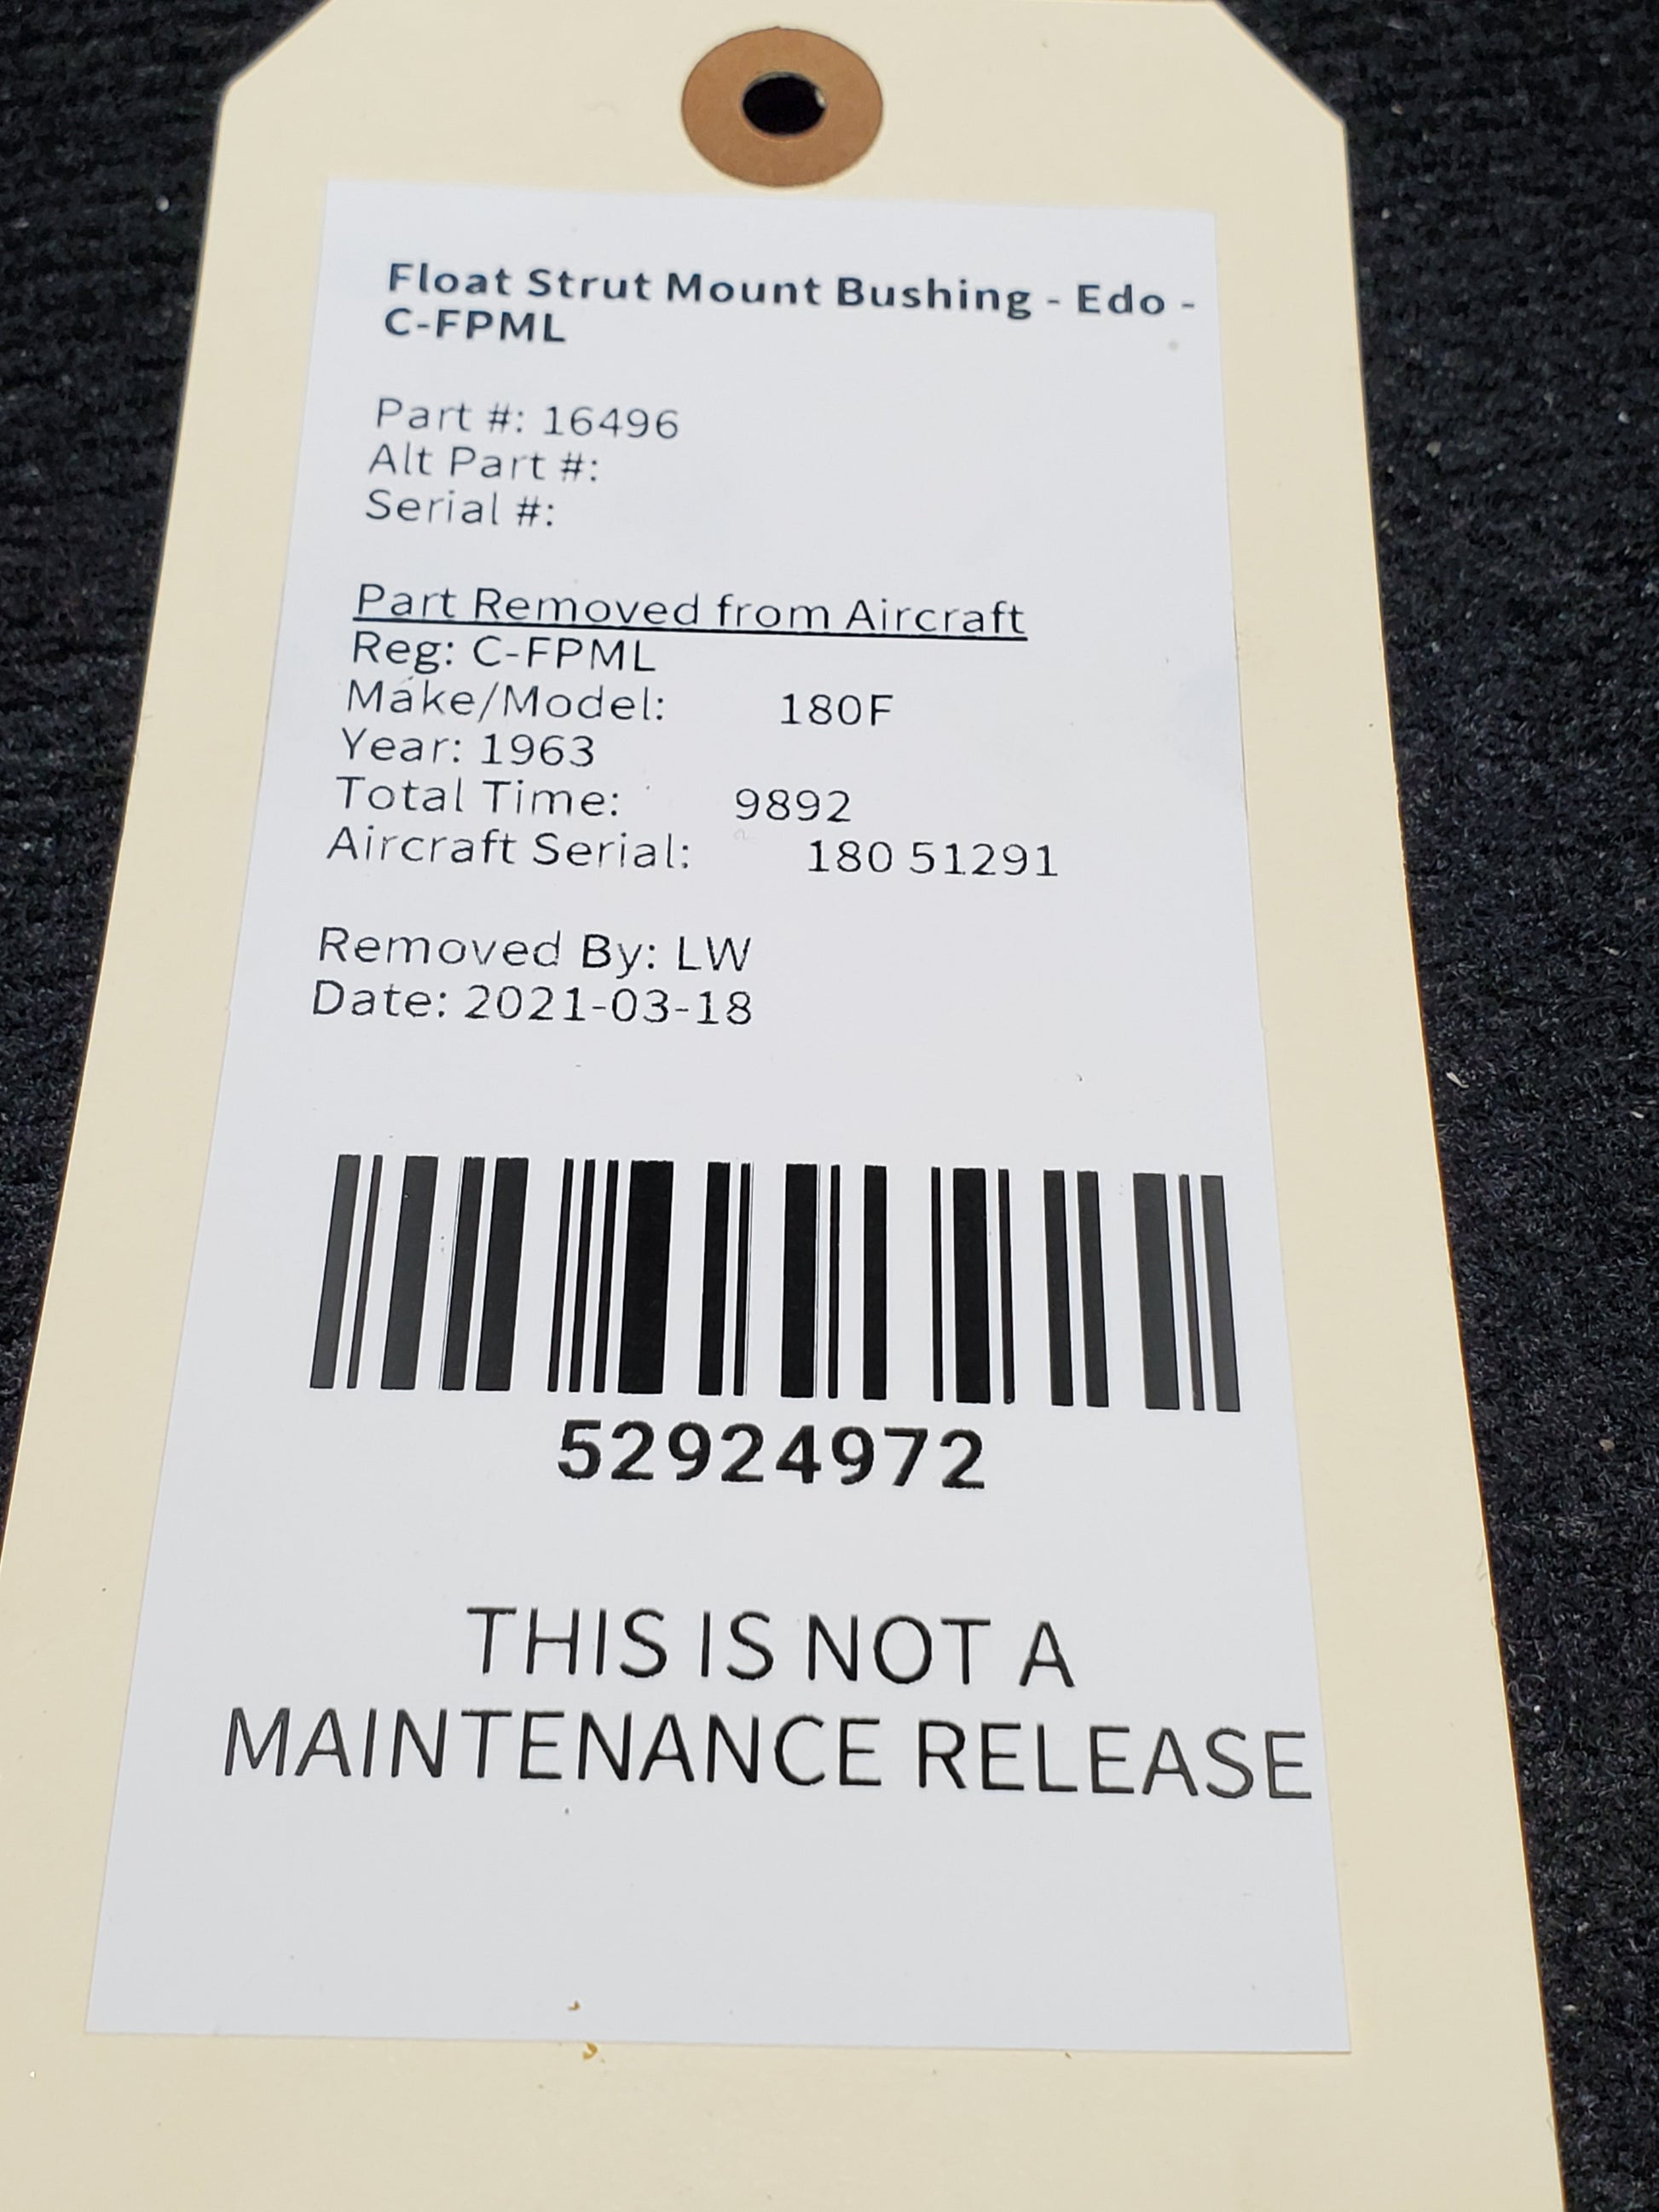 Float Strut Mount Bushing - Edo -
C-FPML
Part #: 16496
Alt Part #:
Serial #:
Part Removed from Aircraft
Reg: C-FPML
Make/Model: 180F
Year: 1963
Total Time: 9892
Aircraft Serial: 180 51291
Removed By: LW
Date: 2021-03-18
52924972
THIS IS NOT A
MAINTENANCE RELEASE